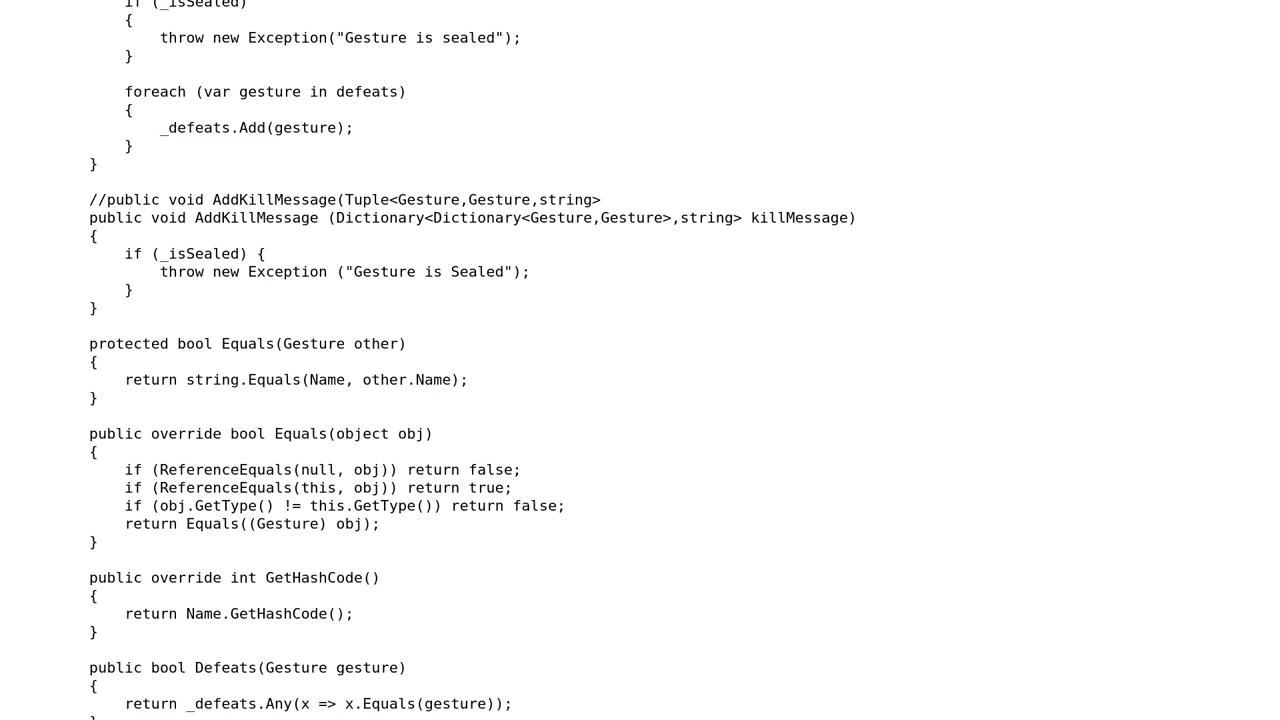 if (_isSealed)
{
throw new Exception("Gesture is sealed");
}
foreach (var gesture in defeats)
{
_defeats.Add(gesture);
}
}
//public void AddKillMessage(Tuple<Gesture,Gesture,string>
public void AddKillMessage (Dictionary<Dictionary<Gesture,Gesture>,string> killMessage)
{
if (_isSealed) {
throw new Exception ("Gesture is Sealed");
}
}
protected bool Equals(Gesture other)
{
return string.Equals(Name, other.Name);
}
public override bool Equals(object obj)
{
if (ReferenceEquals(null, obj)) return false;
if (ReferenceEquals(this, obj)) return true;
if (obj.GetType() != this.GetType()) return false;
return Equals((Gesture) obj);
}
public override int GetHashCode()
{
return Name.GetHashCode();
}
public bool Defeats(Gesture gesture)
{
return _defeats.Any(x => x.Equals(gesture));
}